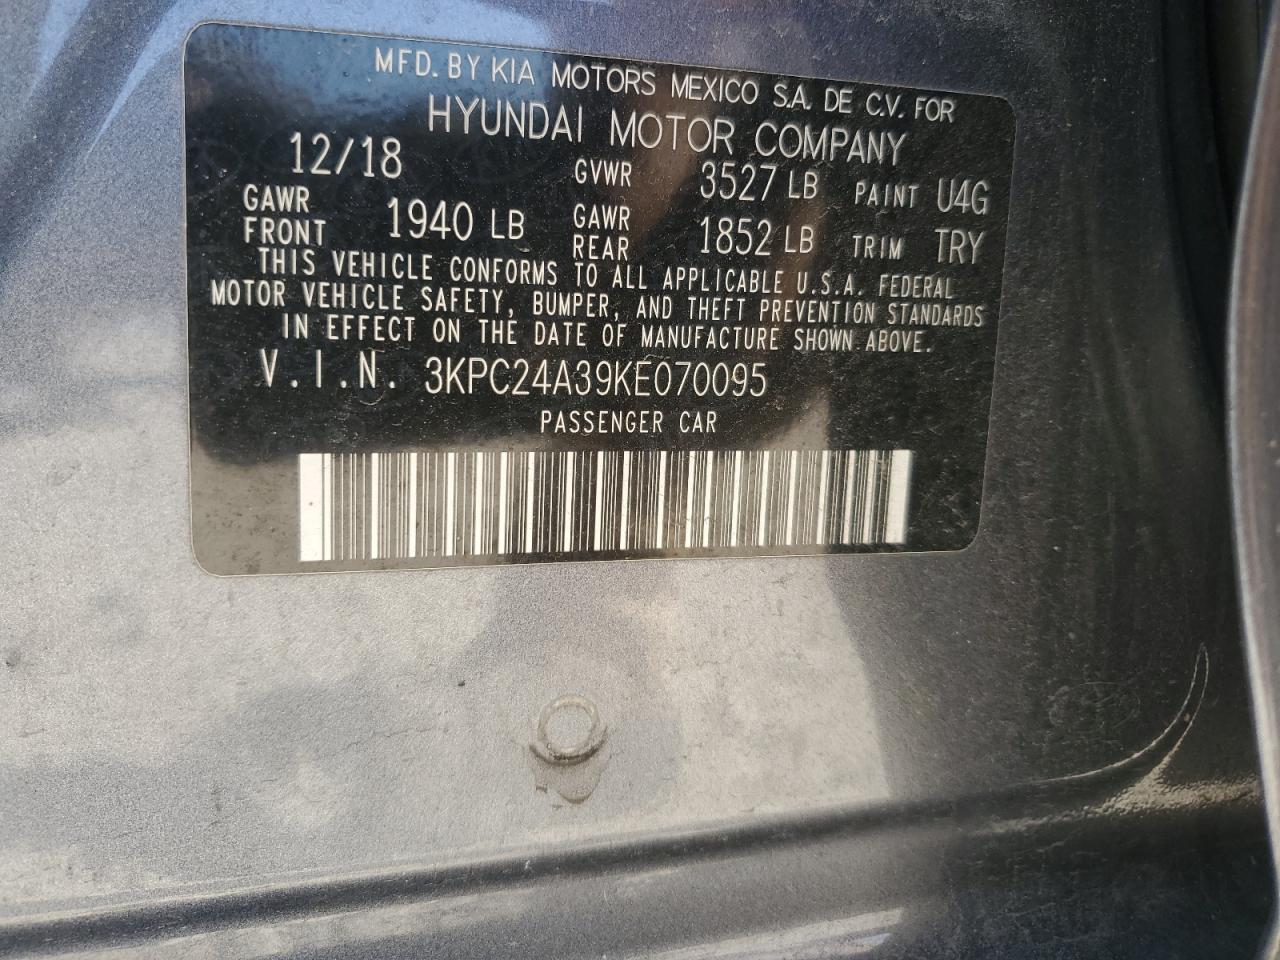 MFD. BY KIA MOTORS MEXICO S.A. DE C.V. FOR
HYUNDAI MOTOR COMPANY
12/18 GVWR 3527 LB PAINT U4G
GAWR FRONT 1940 LB GAWR REAR 1852 LB TRIM TRY
THIS VEHICLE CONFORMS TO ALL APPLICABLE U.S.A. FEDERAL
MOTOR VEHICLE SAFETY, BUMPER, AND THEFT PREVENTION STANDARDS
IN EFFECT ON THE DATE OF MANUFACTURE SHOWN ABOVE.
V.I.N. 3KPC24A39KE070095
PASSENGER CAR